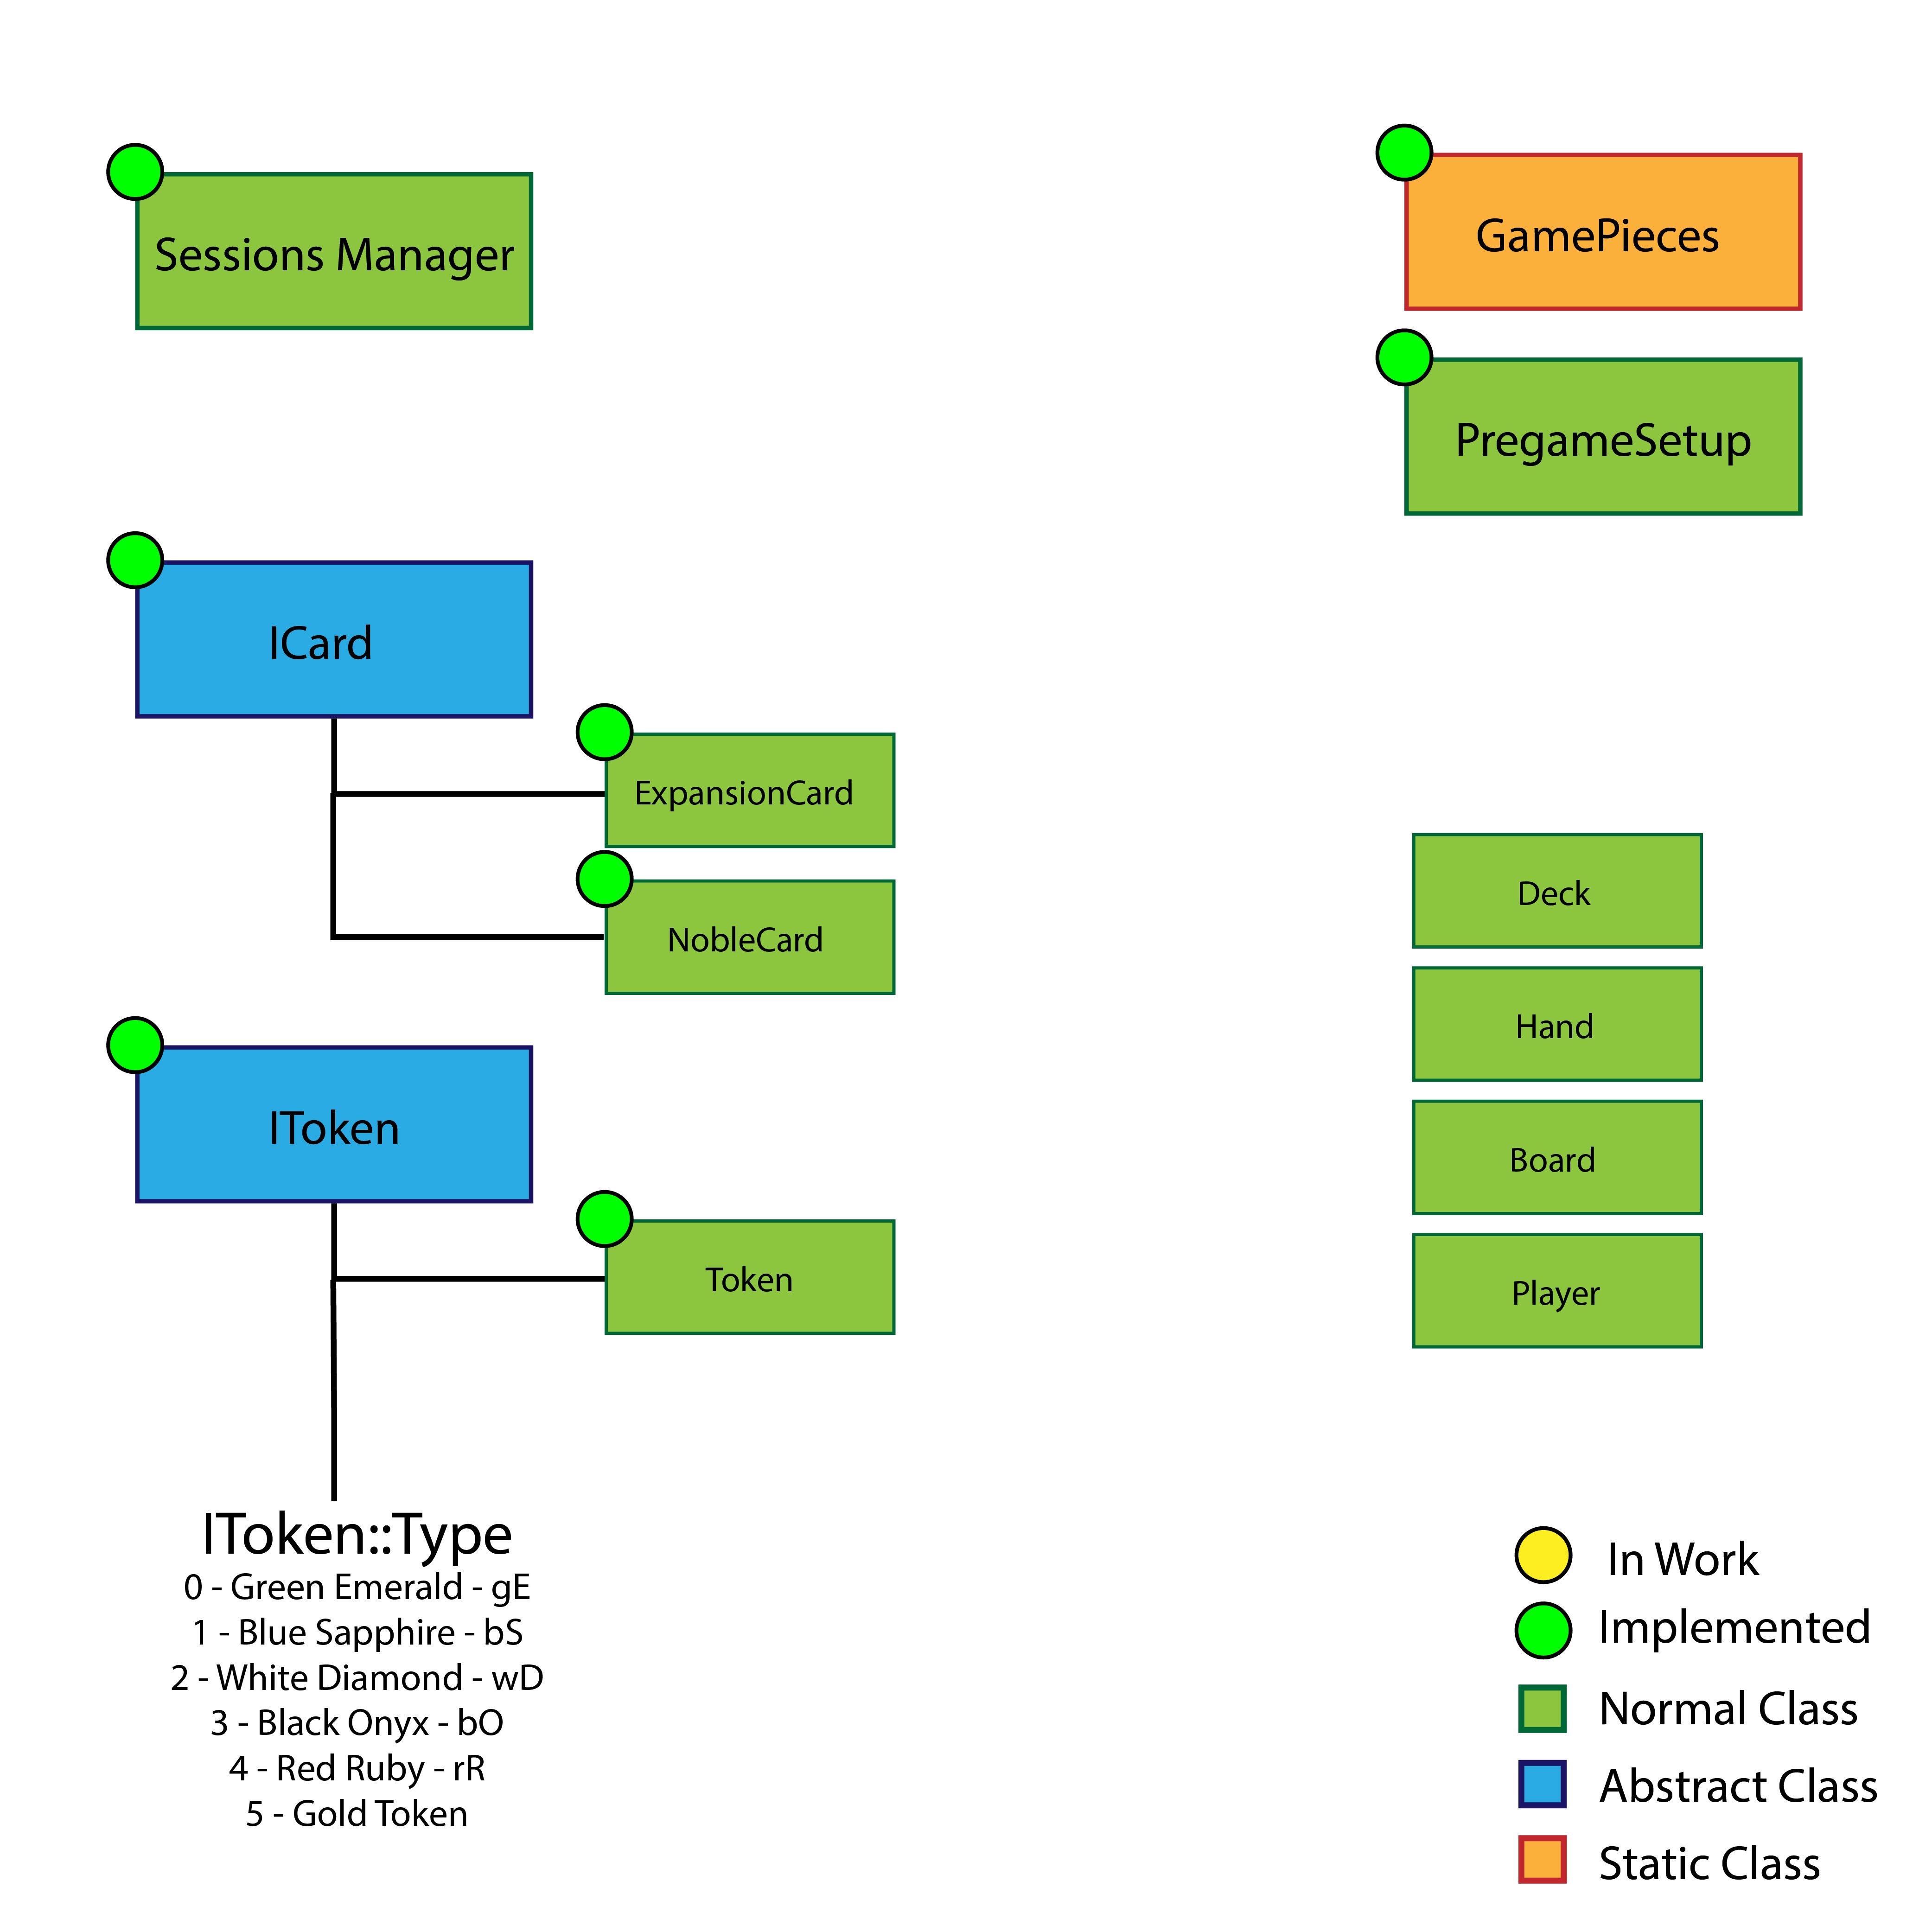 Sessions Manager
GamePieces
PregameSetup
ICard
ExpansionCard
NobleCard
IToken
Token
Deck
Hand
Board
Player
IToken::Type
0 - Green Emerald - gE
1 - Blue Sapphire - bS
2 - White Diamond - wD
3 - Black Onyx - bO
4 - Red Ruby - rR
5 - Gold Token
In Work
Implemented
Normal Class
Abstract Class
Static Class